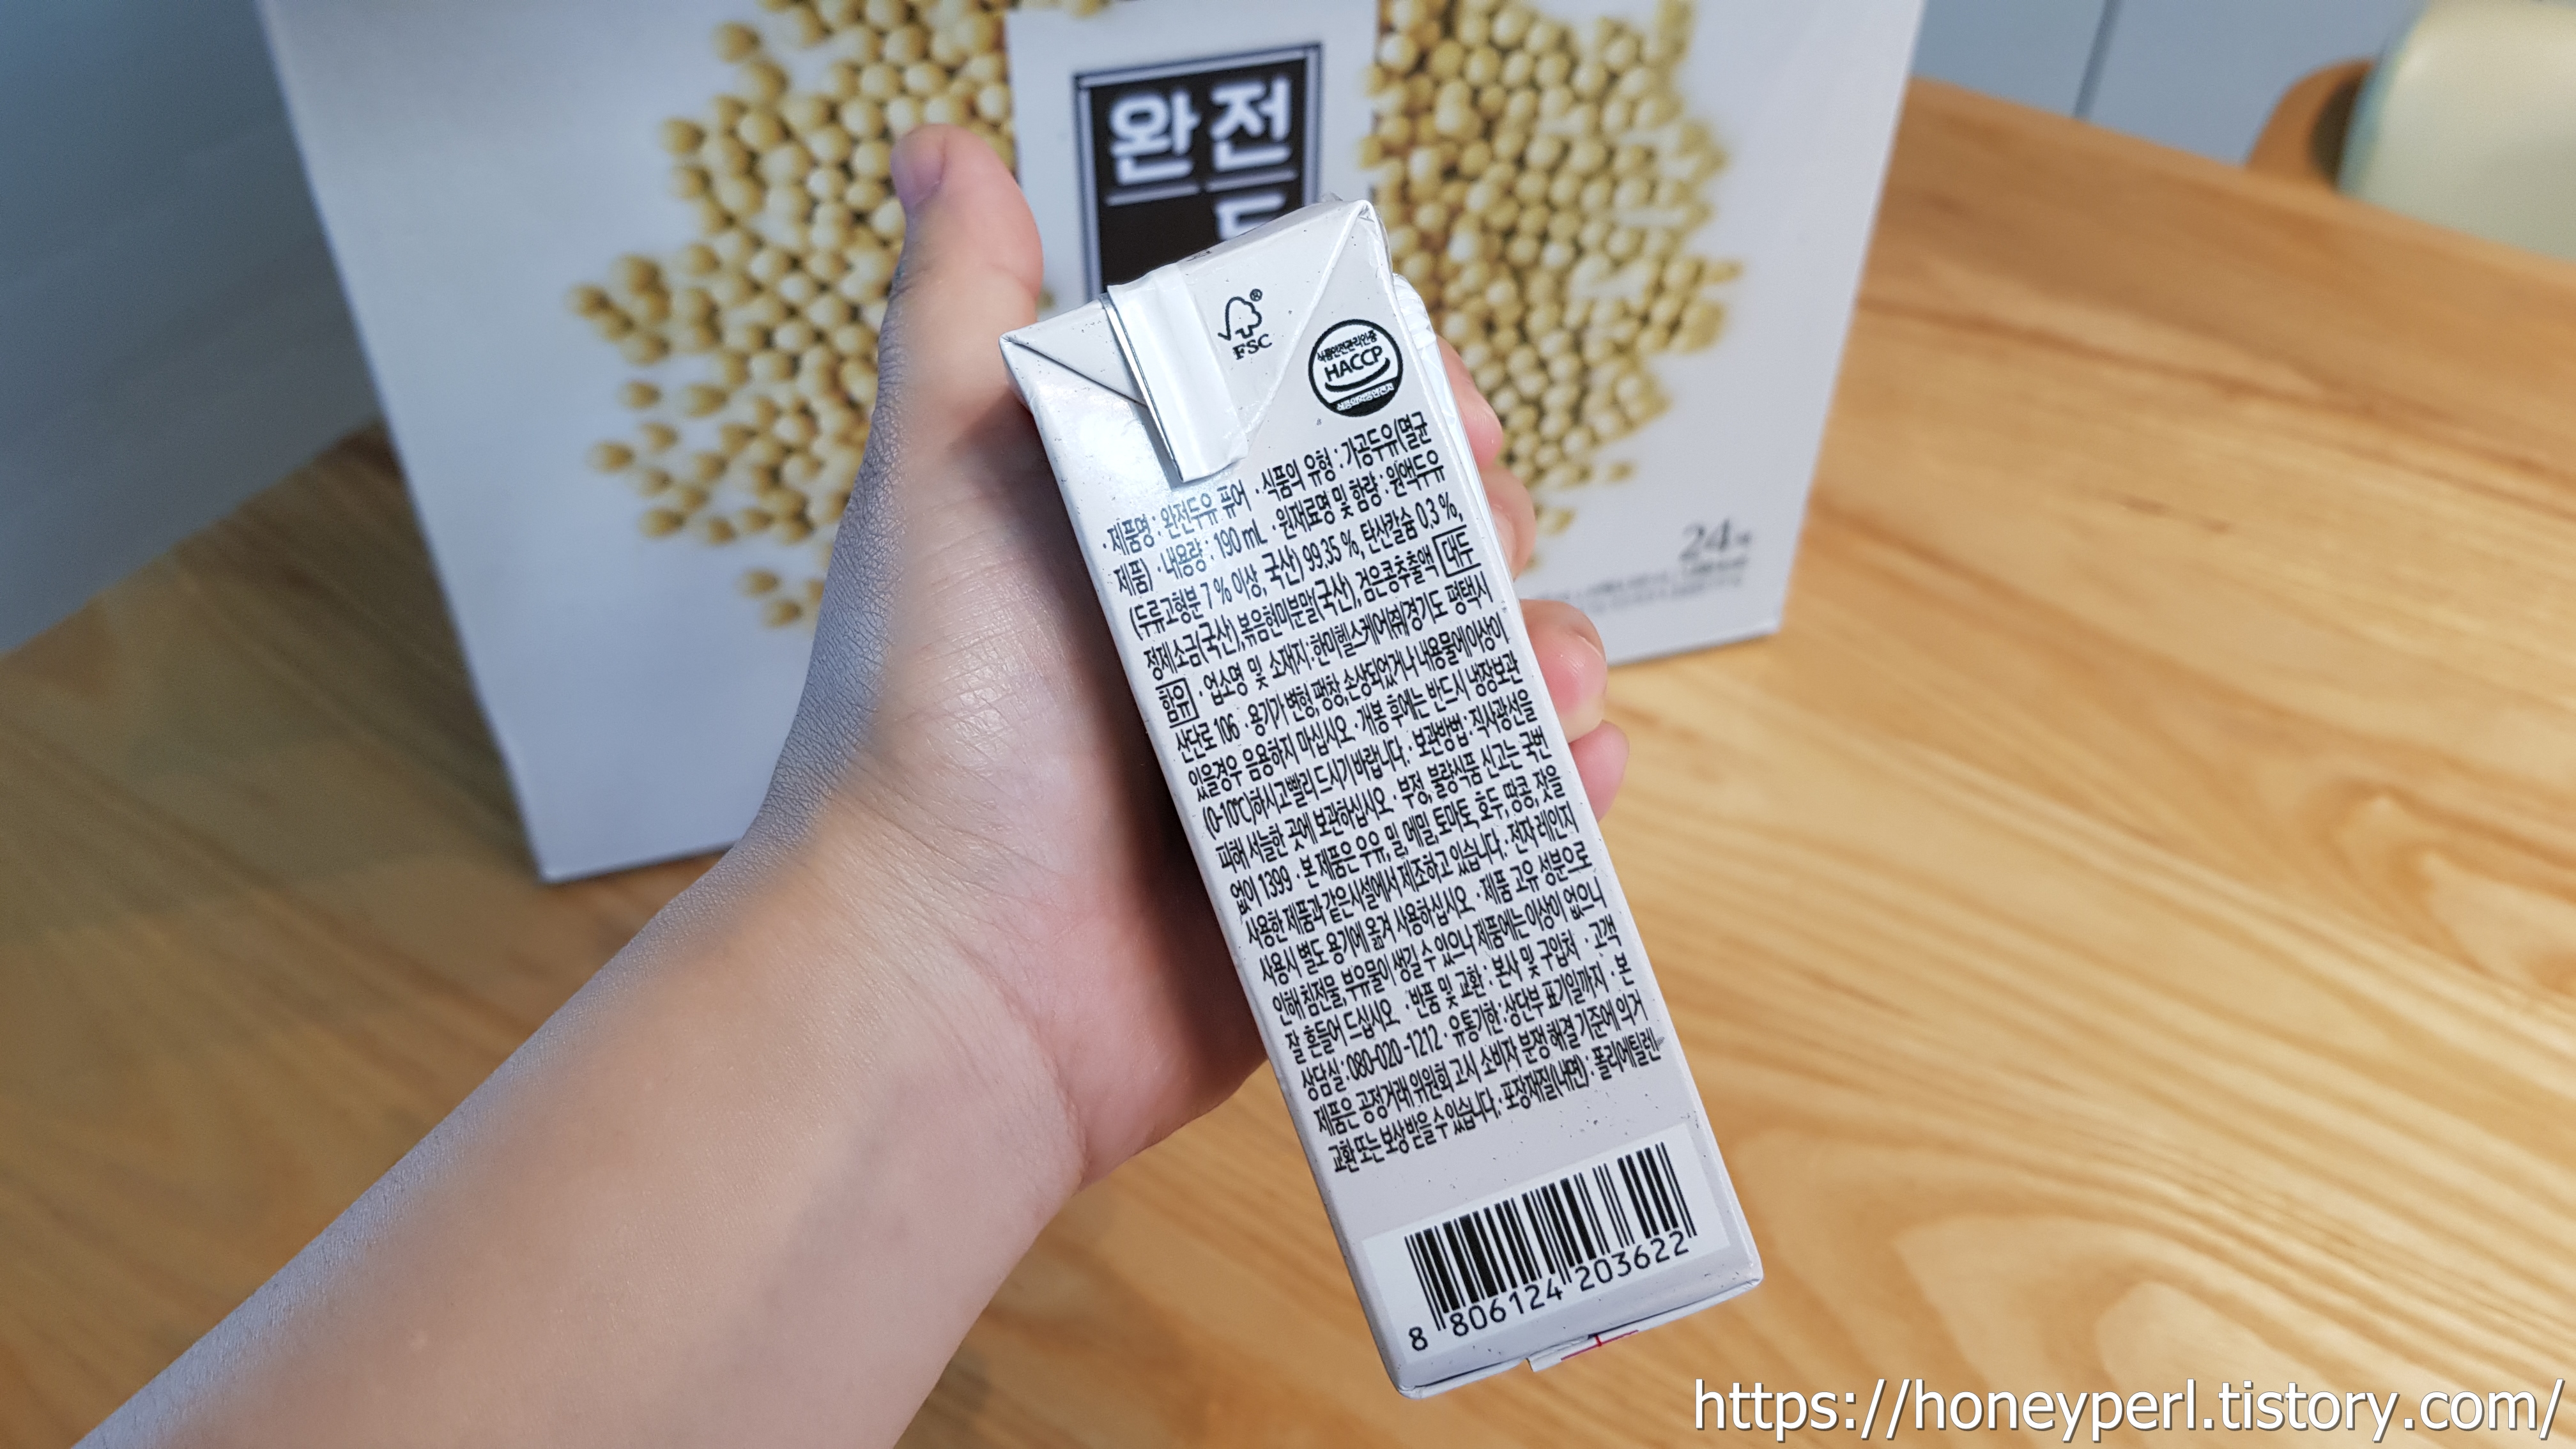 완전
두
FSC
식품안전관리인증
HACCP
식품의약품안전처
· 제품명 : 완전두유 퓨어 · 식품의 유형 : 가공두유(멸균
제품) · 내용량 : 190 mL · 원재료명 및 함량 : 원액두유
(두류고형분 7 % 이상, 국산) 99.35 %, 탄산칼슘 0.3 %,
정제소금(국산), 볶음현미분말(국산), 검은콩추출액 대두
함유 · 업소명 및 소재지 : 한미헬스케어(주)경기도 평택시
산단로 106 · 용기가 변형, 팽창, 손상되었거나 내용물에 이상이
있을경우 음용하지 마십시오 · 개봉 후에는 반드시 냉장보관
(0-10℃)하시고 빨리 드시기 바랍니다. · 보관방법 : 직사광선을
피해 서늘한 곳에 보관하십시오 · 부정, 불량식품 신고는 국번
없이 1399 · 본 제품은 우유, 밀, 메밀, 토마토, 호두, 땅콩, 잣을
사용한 제품과 같은시설에서 제조하고 있습니다. · 전자레인지
사용시 별도 용기에 옮겨 사용하십시오 · 제품 고유 성분으로
인해 침전물, 부유물이 생길 수 있으나 제품에는 이상이 없으니
잘 흔들어 드십시오 · 반품 및 교환 : 본사 및 구입처 · 고객
상담실 : 080-020-1212 · 유통기한 : 상단부 표기일까지 · 본
제품은 공정거래 위원회 고시 소비자 분쟁 해결 기준에 의거
교환 또는 보상 받을 수 있습니다. · 포장재질(내면) : 폴리에틸렌
8 806124 203622
24
https://honeyperl.tistory.com/